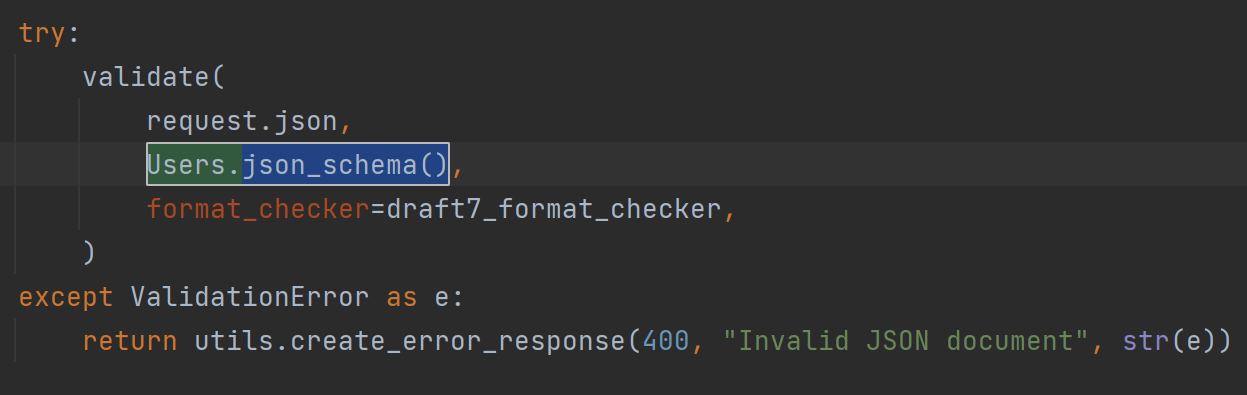 try:
    validate(
        request.json,
        Users.json_schema(),
        format_checker=draft7_format_checker,
    )
except ValidationError as e:
    return utils.create_error_response(400, "Invalid JSON document", str(e))